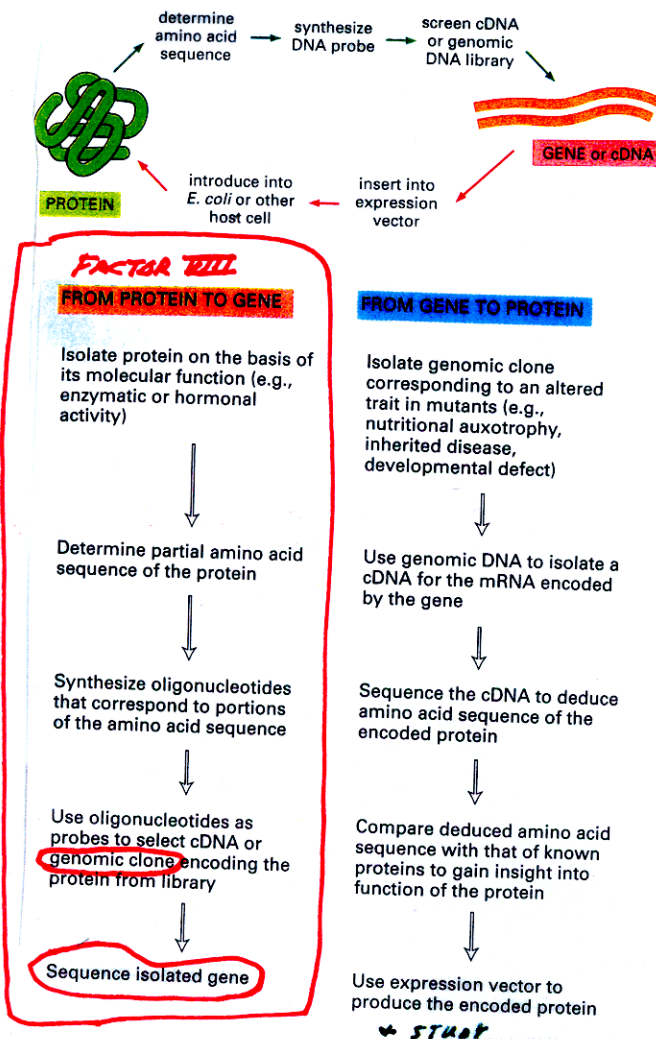 determine
amino acid
sequence
synthesize
DNA probe
screen cDNA
or genomic
DNA library
GENE or cDNA
insert into
expression
vector
introduce into
E. coli or other
host cell
PROTEIN
FACTOR VIII
FROM PROTEIN TO GENE
Isolate protein on the basis of
its molecular function (e.g.,
enzymatic or hormonal
activity)
Determine partial amino acid
sequence of the protein
Synthesize oligonucleotides
that correspond to portions
of the amino acid sequence
Use oligonucleotides as
probes to select cDNA or
genomic clone encoding the
protein from library
Sequence isolated gene
FROM GENE TO PROTEIN
Isolate genomic clone
corresponding to an altered
trait in mutants (e.g.,
nutritional auxotrophy,
inherited disease,
developmental defect)
Use genomic DNA to isolate a
cDNA for the mRNA encoded
by the gene
Sequence the cDNA to deduce
amino acid sequence of the
encoded protein
Compare deduced amino acid
sequence with that of known
proteins to gain insight into
function of the protein
Use expression vector to
produce the encoded protein
+ STUDY